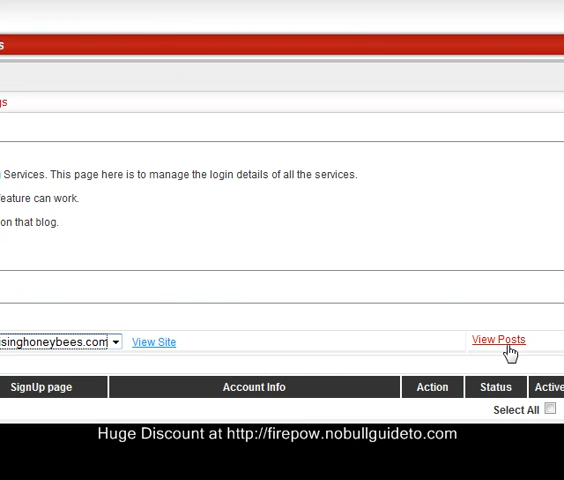 s
gs
Services. This page here is to manage the login details of all the services.
feature can work.
on that blog.
isinghoneybees.com View Site View Posts
SignUp page Account Info Action Status Active
Select All
Huge Discount at http://firepow.nobullguideto.com